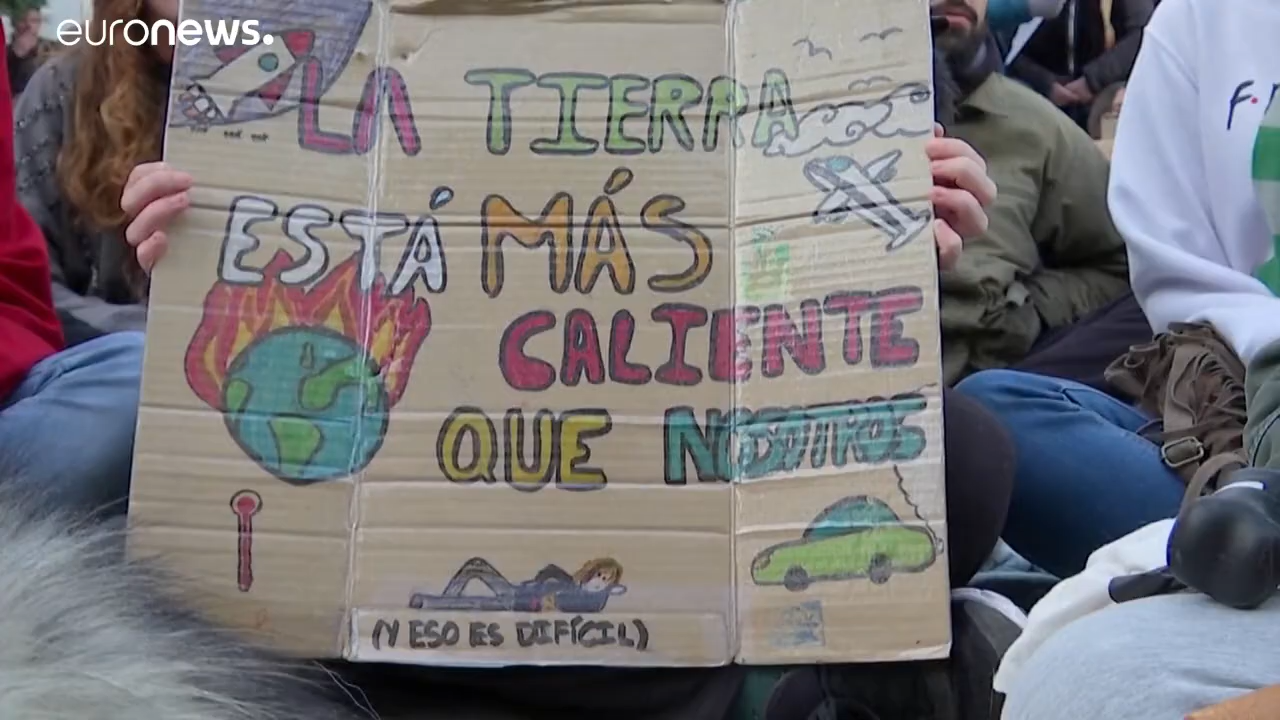 euronews.
LA TIERRA
ESTÁ MÁS
CALIENTE
QUE NOSOTROS
(Y ESO ES DIFÍCIL)